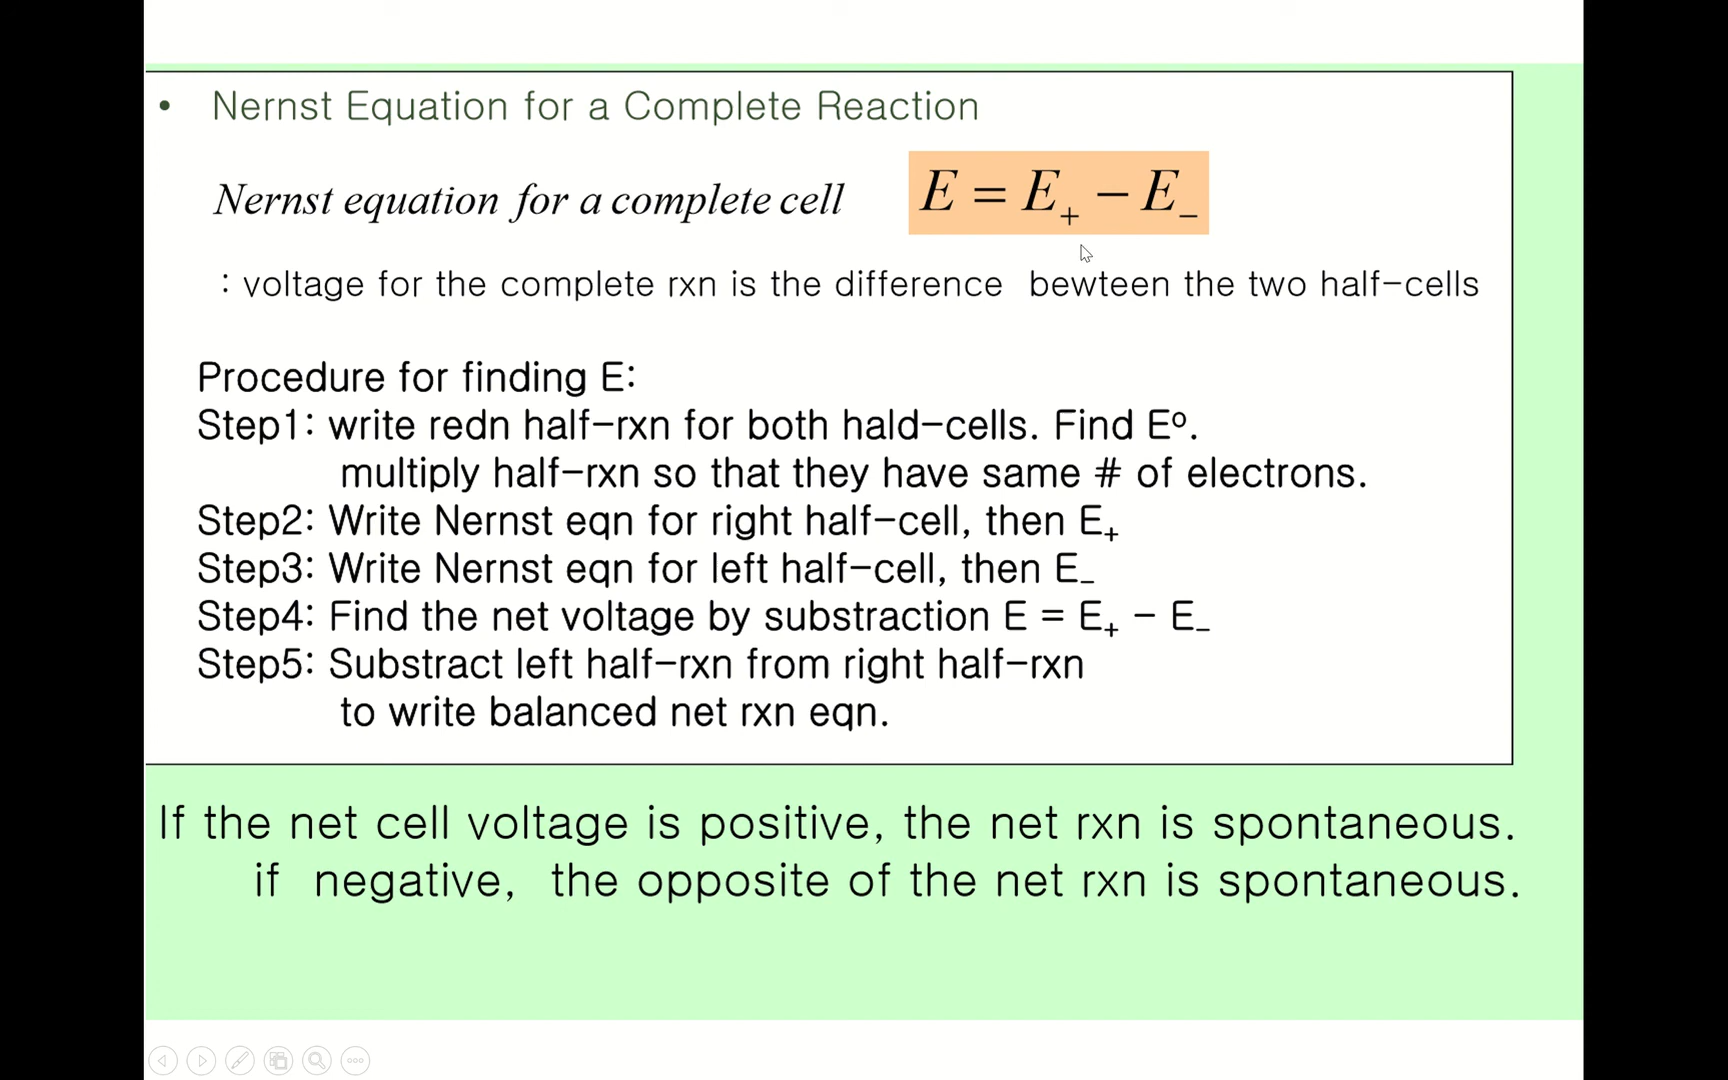 • Nernst Equation for a Complete Reaction
Nernst equation for a complete cell E = E₊ − E₋
: voltage for the complete rxn is the difference bewteen the two half-cells
Procedure for finding E:
Step1: write redn half-rxn for both hald-cells. Find Eº.
multiply half-rxn so that they have same # of electrons.
Step2: Write Nernst eqn for right half-cell, then E₊
Step3: Write Nernst eqn for left half-cell, then E₋
Step4: Find the net voltage by substraction E = E₊ - E₋
Step5: Substract left half-rxn from right half-rxn
to write balanced net rxn eqn.
If the net cell voltage is positive, the net rxn is spontaneous.
if negative, the opposite of the net rxn is spontaneous.